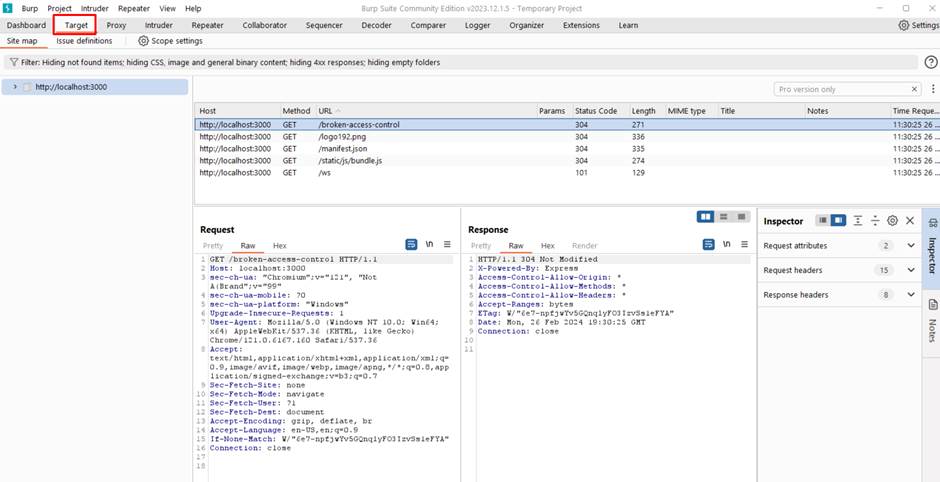 Burp Project Intruder Repeater View Help Burp Suite Community Edition v2023.12.1.5 - Temporary Project
Dashboard Target Proxy Intruder Repeater Collaborator Sequencer Decoder Comparer Logger Organizer Extensions Learn Settings
Site map Issue definitions Scope settings
Filter: Hiding not found items; hiding CSS, image and general binary content; hiding 4xx responses; hiding empty folders
http://localhost:3000
Pro version only
Host Method URL Params Status Code Length MIME type Title Notes Time Reque...
http://localhost:3000 GET /broken-access-control 304 271 11:30:25 26 ...
http://localhost:3000 GET /logo192.png 304 336 11:30:25 26 ...
http://localhost:3000 GET /manifest.json 304 335 11:30:25 26 ...
http://localhost:3000 GET /static/js/bundle.js 304 274 11:30:25 26 ...
http://localhost:3000 GET /ws 101 129 11:30:25 26 ...
Request
Pretty Raw Hex
\n
1 GET /broken-access-control HTTP/1.1
2 Host: localhost:3000
3 sec-ch-ua: "Chromium";v="121", "Not
A(Brand";v="99"
4 sec-ch-ua-mobile: ?0
5 sec-ch-ua-platform: "Windows"
6 Upgrade-Insecure-Requests: 1
7 User-Agent: Mozilla/5.0 (Windows NT 10.0; Win64;
x64) AppleWebKit/537.36 (KHTML, like Gecko)
Chrome/121.0.6167.160 Safari/537.36
8 Accept:
text/html,application/xhtml+xml,application/xml;q=
0.9,image/avif,image/webp,image/apng,*/*;q=0.8,app
lication/signed-exchange;v=b3;q=0.7
9 Sec-Fetch-Site: none
10 Sec-Fetch-Mode: navigate
11 Sec-Fetch-User: ?1
12 Sec-Fetch-Dest: document
13 Accept-Encoding: gzip, deflate, br
14 Accept-Language: en-US,en;q=0.9
15 If-None-Match:
16 Connection: close
17
18
Response
Pretty Raw Hex Render
\n
1 HTTP/1.1 304 Not Modified
2 X-Powered-By: Express
3 Access-Control-Allow-Origin: *
4 Access-Control-Allow-Methods: *
5 Access-Control-Allow-Headers: *
6 Accept-Ranges: bytes
7 ETag:
8 Date: Mon, 26 Feb 2024 19:30:25 GMT
9 Connection: close
10
11
Inspector
Request attributes 2
Request headers 15
Response headers 8
Inspector
Notes